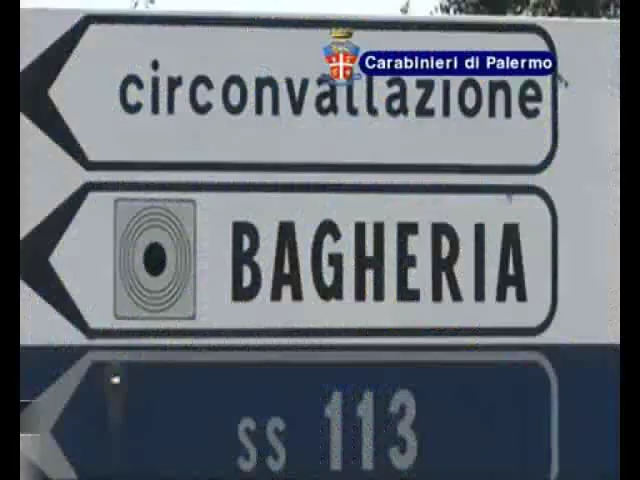 Carabinieri di Palermo
circonvallazione
BAGHERIA
SS 113